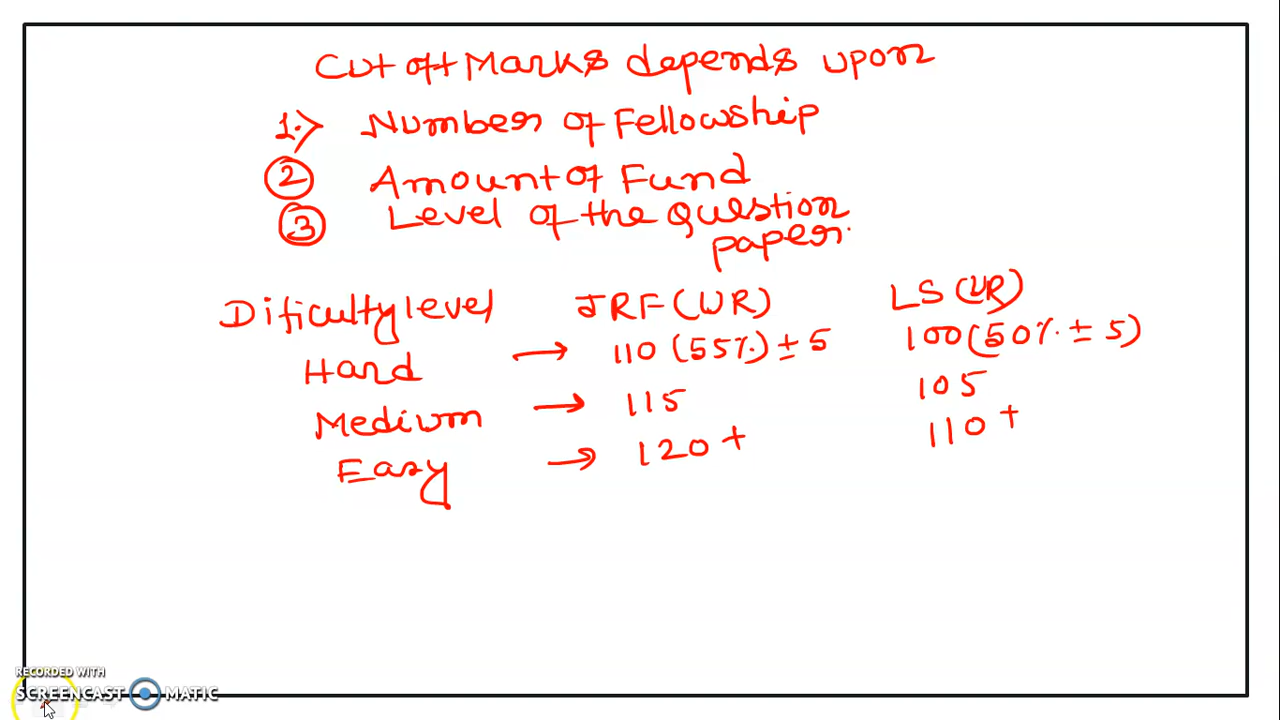 Cut off Marks depends upon
1.> Number of Fellowship
2 Amount of Fund
3 Level of the Question
paper.
Dificulty level JRF (UR) LS (UR)
Hard → 110 (55%) ± 5 100 (50% ± 5)
Medium → 115 105
Easy → 120 + 110 +
RECORDED WITH
SCREENCAST MATIC